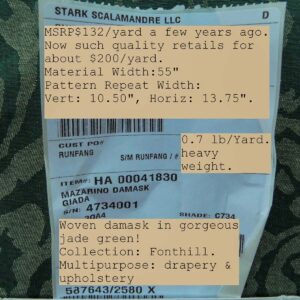 STARK SCALAMANDRE LLC D
MSRP$132/yard a few years ago.
Now such quality retails for
about $200/yard.
Material Width:55"
Pattern Repeat Width:
Vert: 10.50", Horiz: 13.75".
CUST PO#
RUNFANG S/M RUNFANG / #
0.7 lb/Yard.
heavy
weight.
ITEM#: HA 00041830
MAZARINO DAMASK
GIADA
S/N: 4734001
20A4 SHADE: C734
Woven damask in gorgeous
jade green!
Collection: Fonthill.
Multipurpose: drapery &
upholstery
587643/2580 X